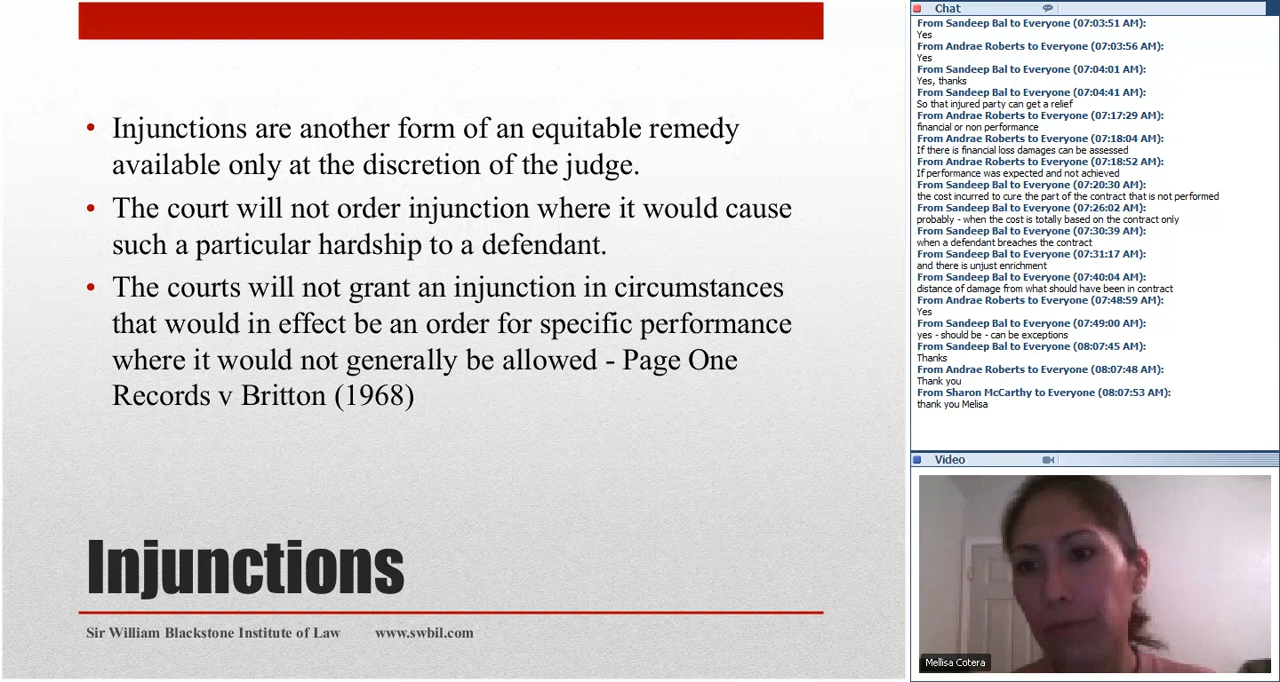 • Injunctions are another form of an equitable remedy
available only at the discretion of the judge.
• The court will not order injunction where it would cause
such a particular hardship to a defendant.
• The courts will not grant an injunction in circumstances
that would in effect be an order for specific performance
where it would not generally be allowed - Page One
Records v Britton (1968)
Injunctions
Sir William Blackstone Institute of Law www.swbil.com
Chat
From Sandeep Bal to Everyone (07:03:51 AM):
Yes
From Andrae Roberts to Everyone (07:03:56 AM):
Yes
From Sandeep Bal to Everyone (07:04:01 AM):
Yes, thanks
From Sandeep Bal to Everyone (07:04:41 AM):
So that injured party can get a relief
From Andrae Roberts to Everyone (07:17:29 AM):
financial or non performance
From Andrae Roberts to Everyone (07:18:04 AM):
If there is financial loss damages can be assessed
From Andrae Roberts to Everyone (07:18:52 AM):
If performance was expected and not achieved
From Sandeep Bal to Everyone (07:20:30 AM):
the cost incurred to cure the part of the contract that is not performed
From Sandeep Bal to Everyone (07:26:02 AM):
probably - when the cost is totally based on the contract only
From Sandeep Bal to Everyone (07:30:39 AM):
when a defendant breaches the contract
From Sandeep Bal to Everyone (07:31:17 AM):
and there is unjust enrichment
From Sandeep Bal to Everyone (07:40:04 AM):
distance of damage from what should have been in contract
From Andrae Roberts to Everyone (07:48:59 AM):
Yes
From Sandeep Bal to Everyone (07:49:00 AM):
yes - should be - can be exceptions
From Sandeep Bal to Everyone (08:07:45 AM):
Thanks
From Andrae Roberts to Everyone (08:07:48 AM):
Thank you
From Sharon McCarthy to Everyone (08:07:53 AM):
thank you Melisa
Video
Mellisa Cotera